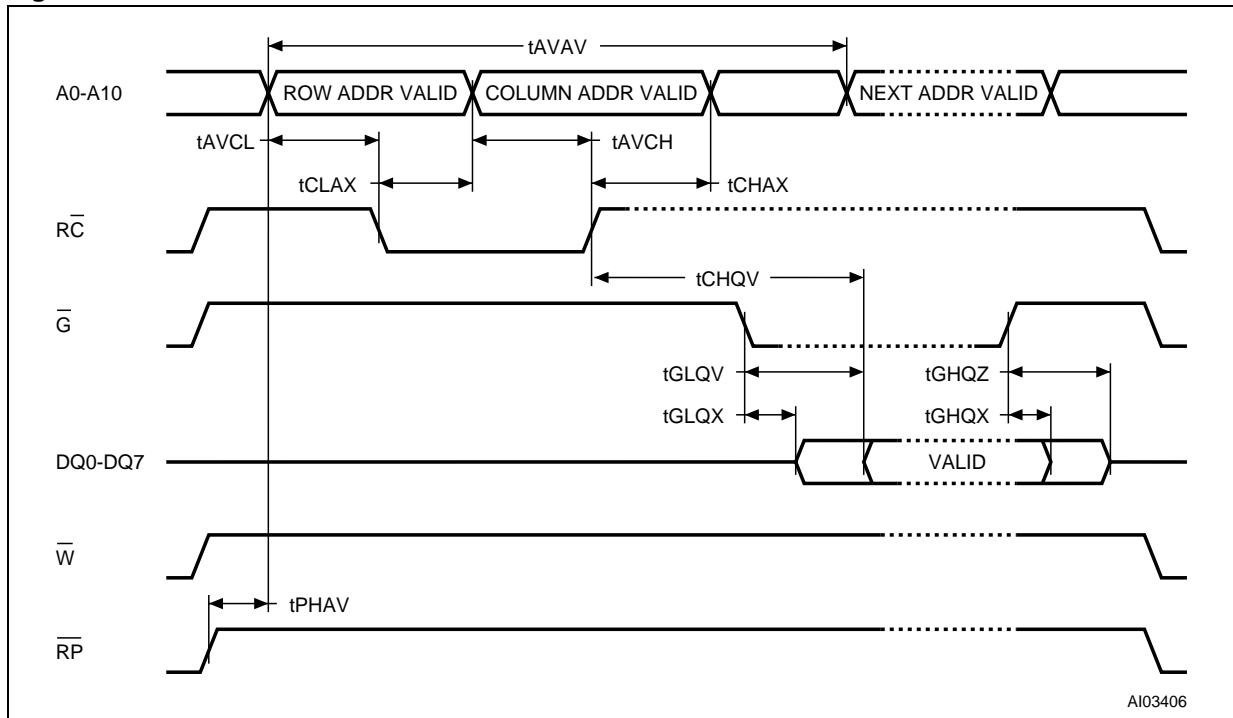 tAVAV
A0-A10
ROW ADDR VALID
COLUMN ADDR VALID
NEXT ADDR VALID
tAVCL
tAVCH
tCLAX
tCHAX
RC̅
tCHQV
G̅
tGLQV
tGHQZ
tGLQX
tGHQX
DQ0-DQ7
VALID
W̅
tPHAV
R̅P̅
AI03406